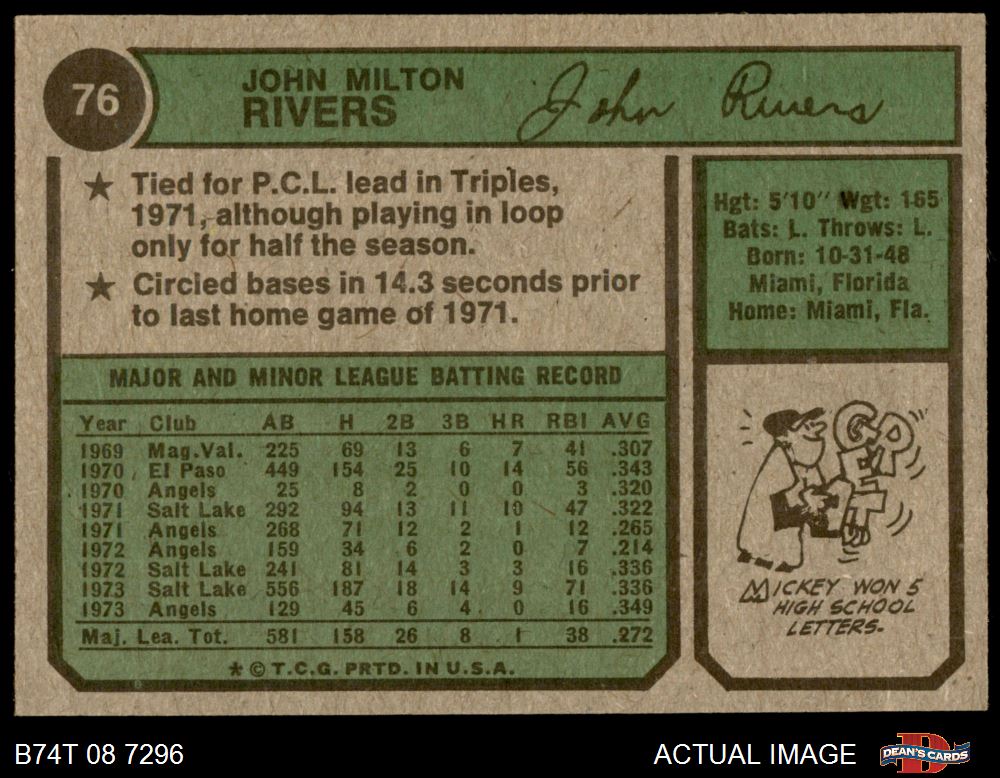 76
JOHN MILTON
RIVERS
John Rivers
★ Tied for P.C.L. lead in Triples,
1971, although playing in loop
only for half the season.
★ Circled bases in 14.3 seconds prior
to last home game of 1971.
Hgt: 5'10" Wgt: 165
Bats: L. Throws: L.
Born: 10-31-48
Miami, Florida
Home: Miami, Fla.
MAJOR AND MINOR LEAGUE BATTING RECORD
Year Club AB H 2B 3B HR RBI AVG
1969 Mag.Val. 225 69 13 6 7 41 .307
1970 El Paso 449 154 25 10 14 56 .343
1970 Angels 25 8 2 0 0 3 .320
1971 Salt Lake 292 94 13 11 10 47 .322
1971 Angels 268 71 12 2 1 12 .265
1972 Angels 159 34 6 2 0 7 .214
1972 Salt Lake 241 81 14 3 3 16 .336
1973 Salt Lake 556 187 18 14 9 71 .336
1973 Angels 129 45 6 4 0 16 .349
Maj. Lea. Tot. 581 158 26 8 1 38 .272
* © T.C.G. PRTD. IN U.S.A.
MICKEY WON 5
HIGH SCHOOL
LETTERS.
B74T 08 7296
ACTUAL IMAGE
DEAN'S CARDS